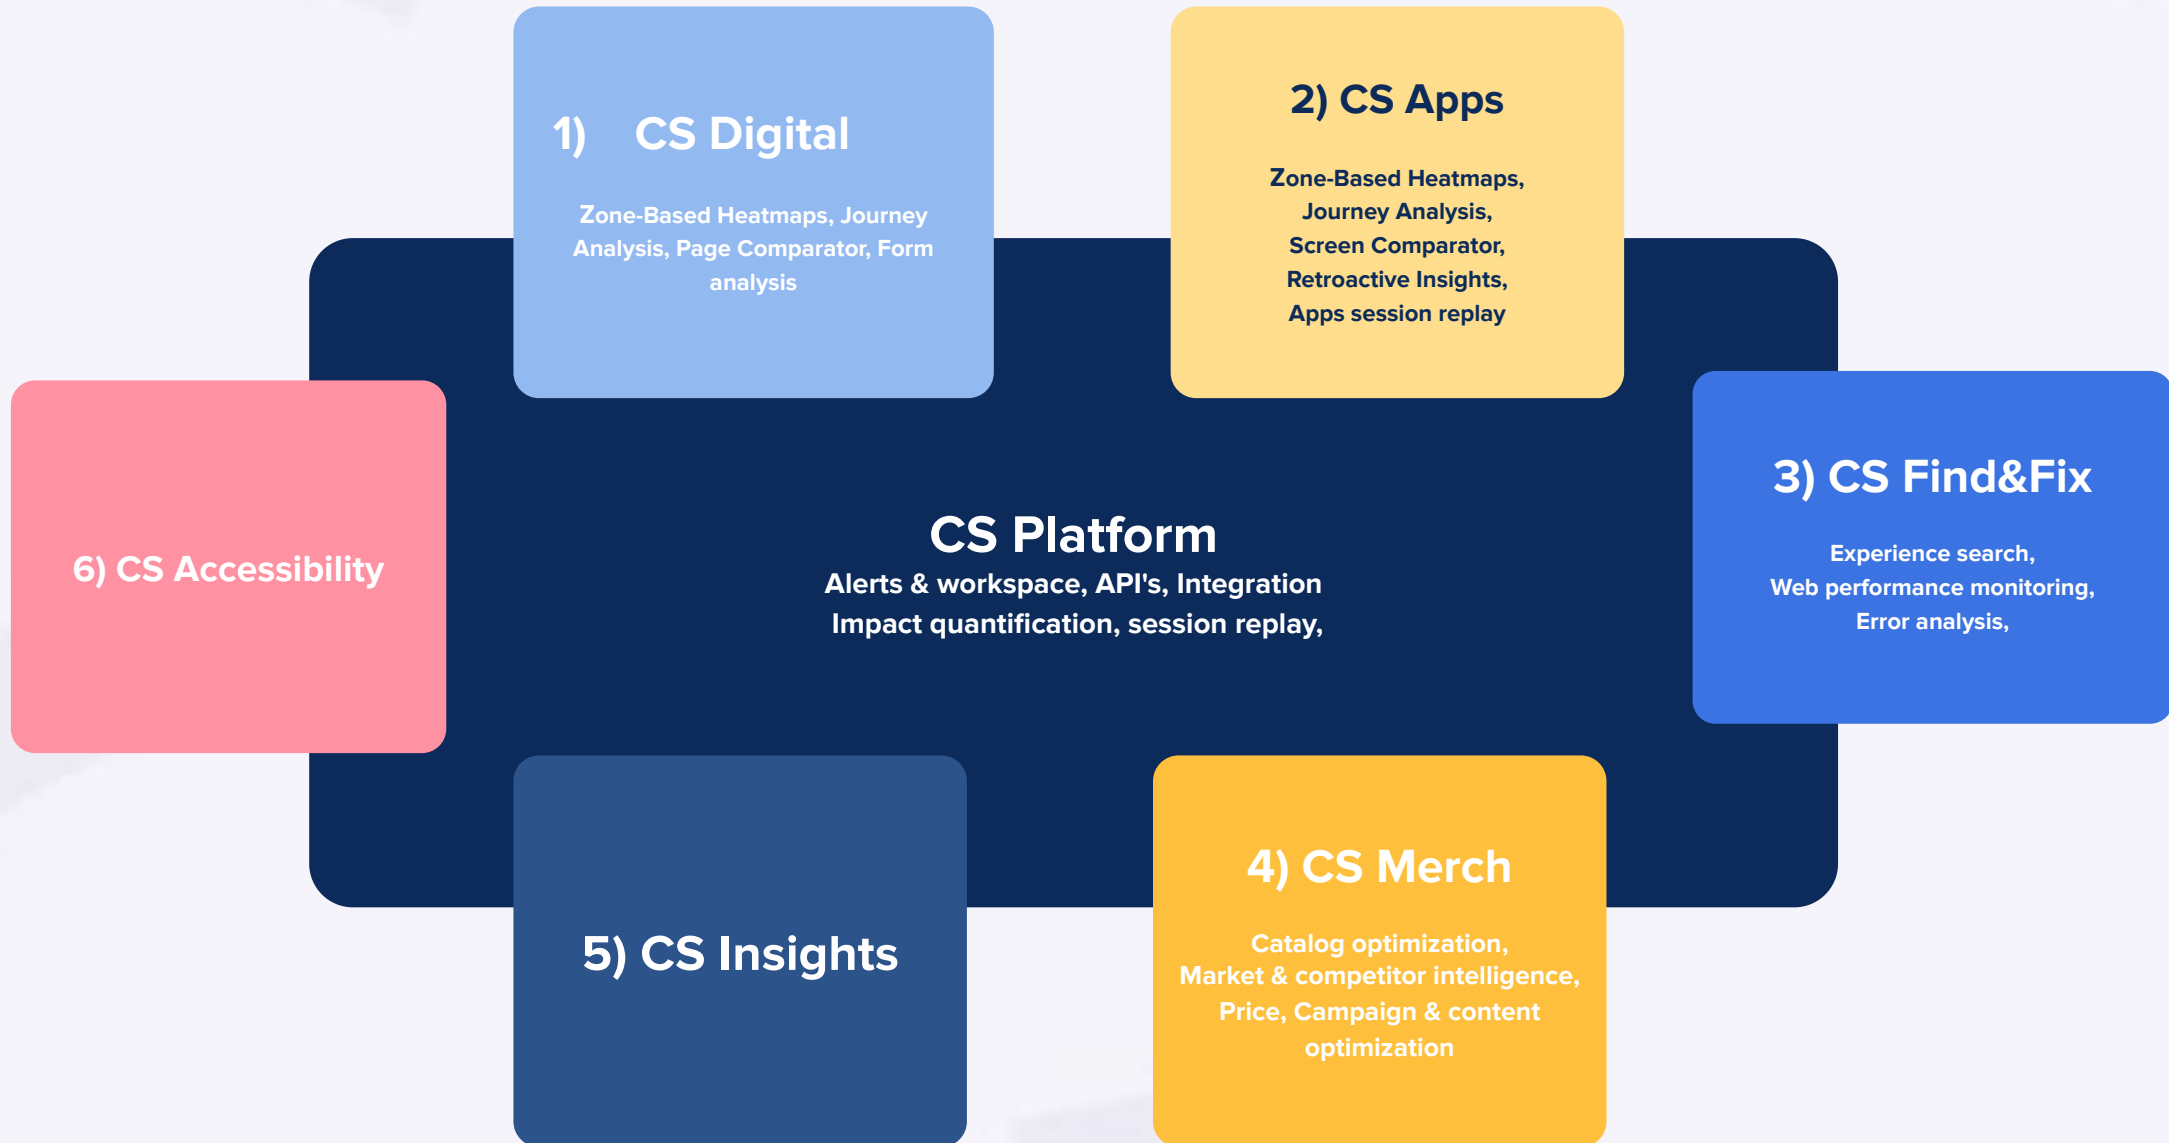 1) CS Digital
Zone-Based Heatmaps, Journey
Analysis, Page Comparator, Form
analysis
2) CS Apps
Zone-Based Heatmaps,
Journey Analysis,
Screen Comparator,
Retroactive Insights,
Apps session replay
3) CS Find&Fix
Experience search,
Web performance monitoring,
Error analysis,
6) CS Accessibility
CS Platform
Alerts & workspace, API's, Integration
Impact quantification, session replay,
5) CS Insights
4) CS Merch
Catalog optimization,
Market & competitor intelligence,
Price, Campaign & content
optimization